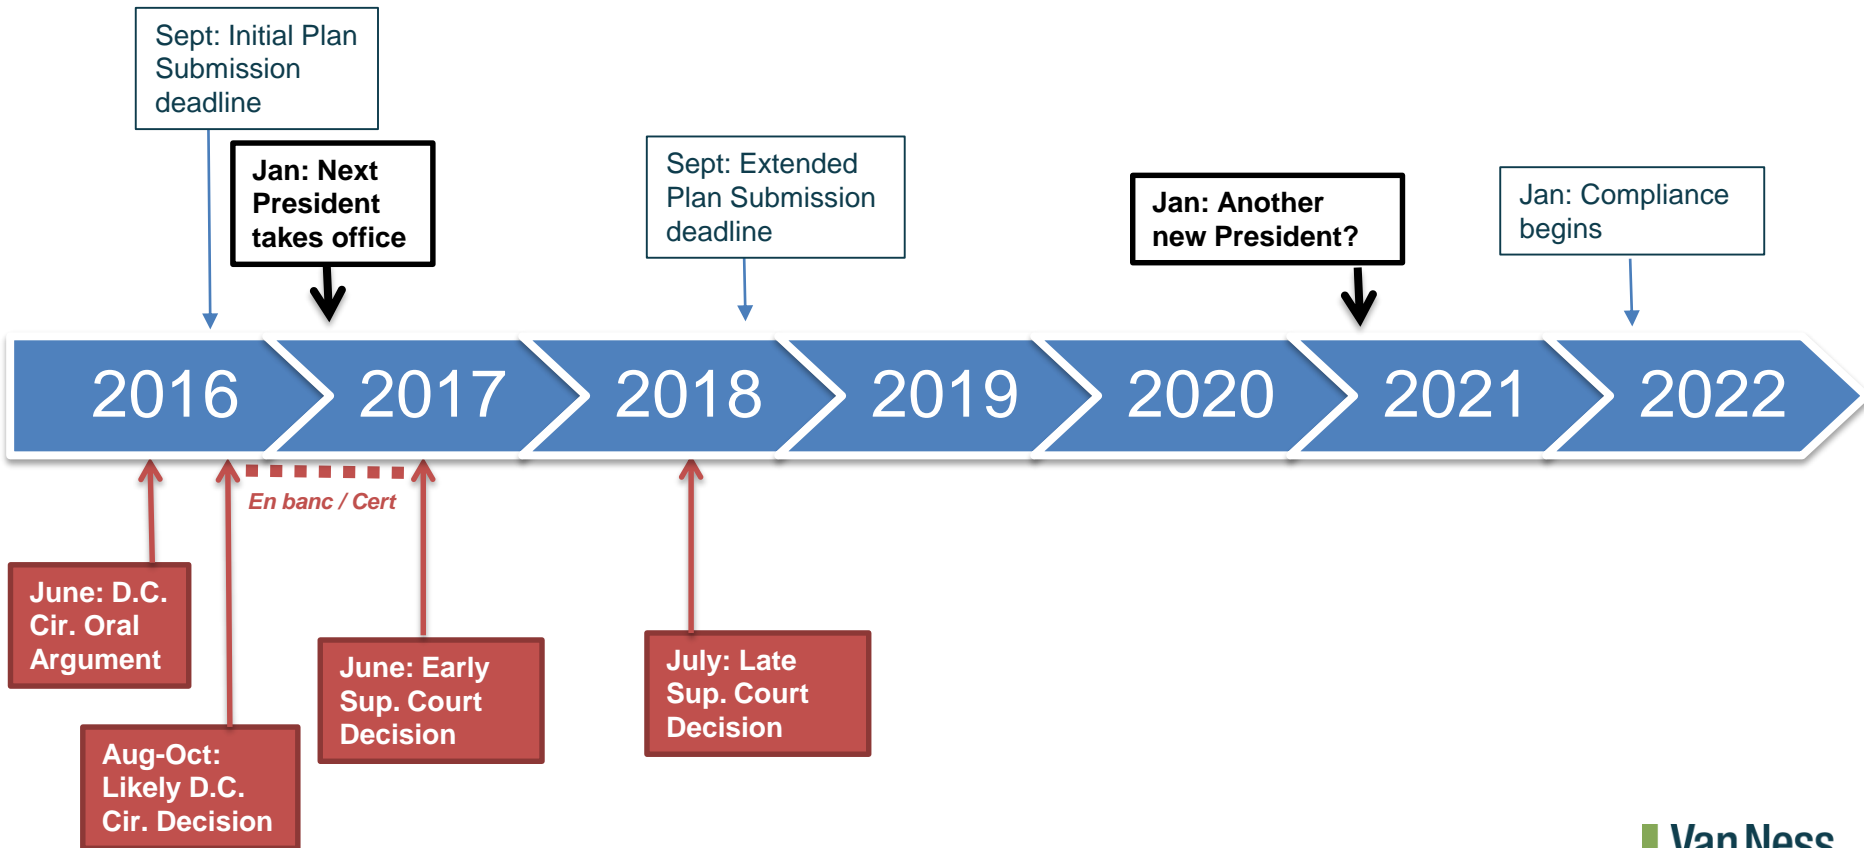 Sept: Initial Plan
Submission
deadline
Jan: Next
President
takes office
Sept: Extended
Plan Submission
deadline
Jan: Another
new President?
Jan: Compliance
begins
2016
2017
2018
2019
2020
2021
2022
En banc / Cert
June: D.C.
Cir. Oral
Argument
Aug-Oct:
Likely D.C.
Cir. Decision
June: Early
Sup. Court
Decision
July: Late
Sup. Court
Decision
Van Ness